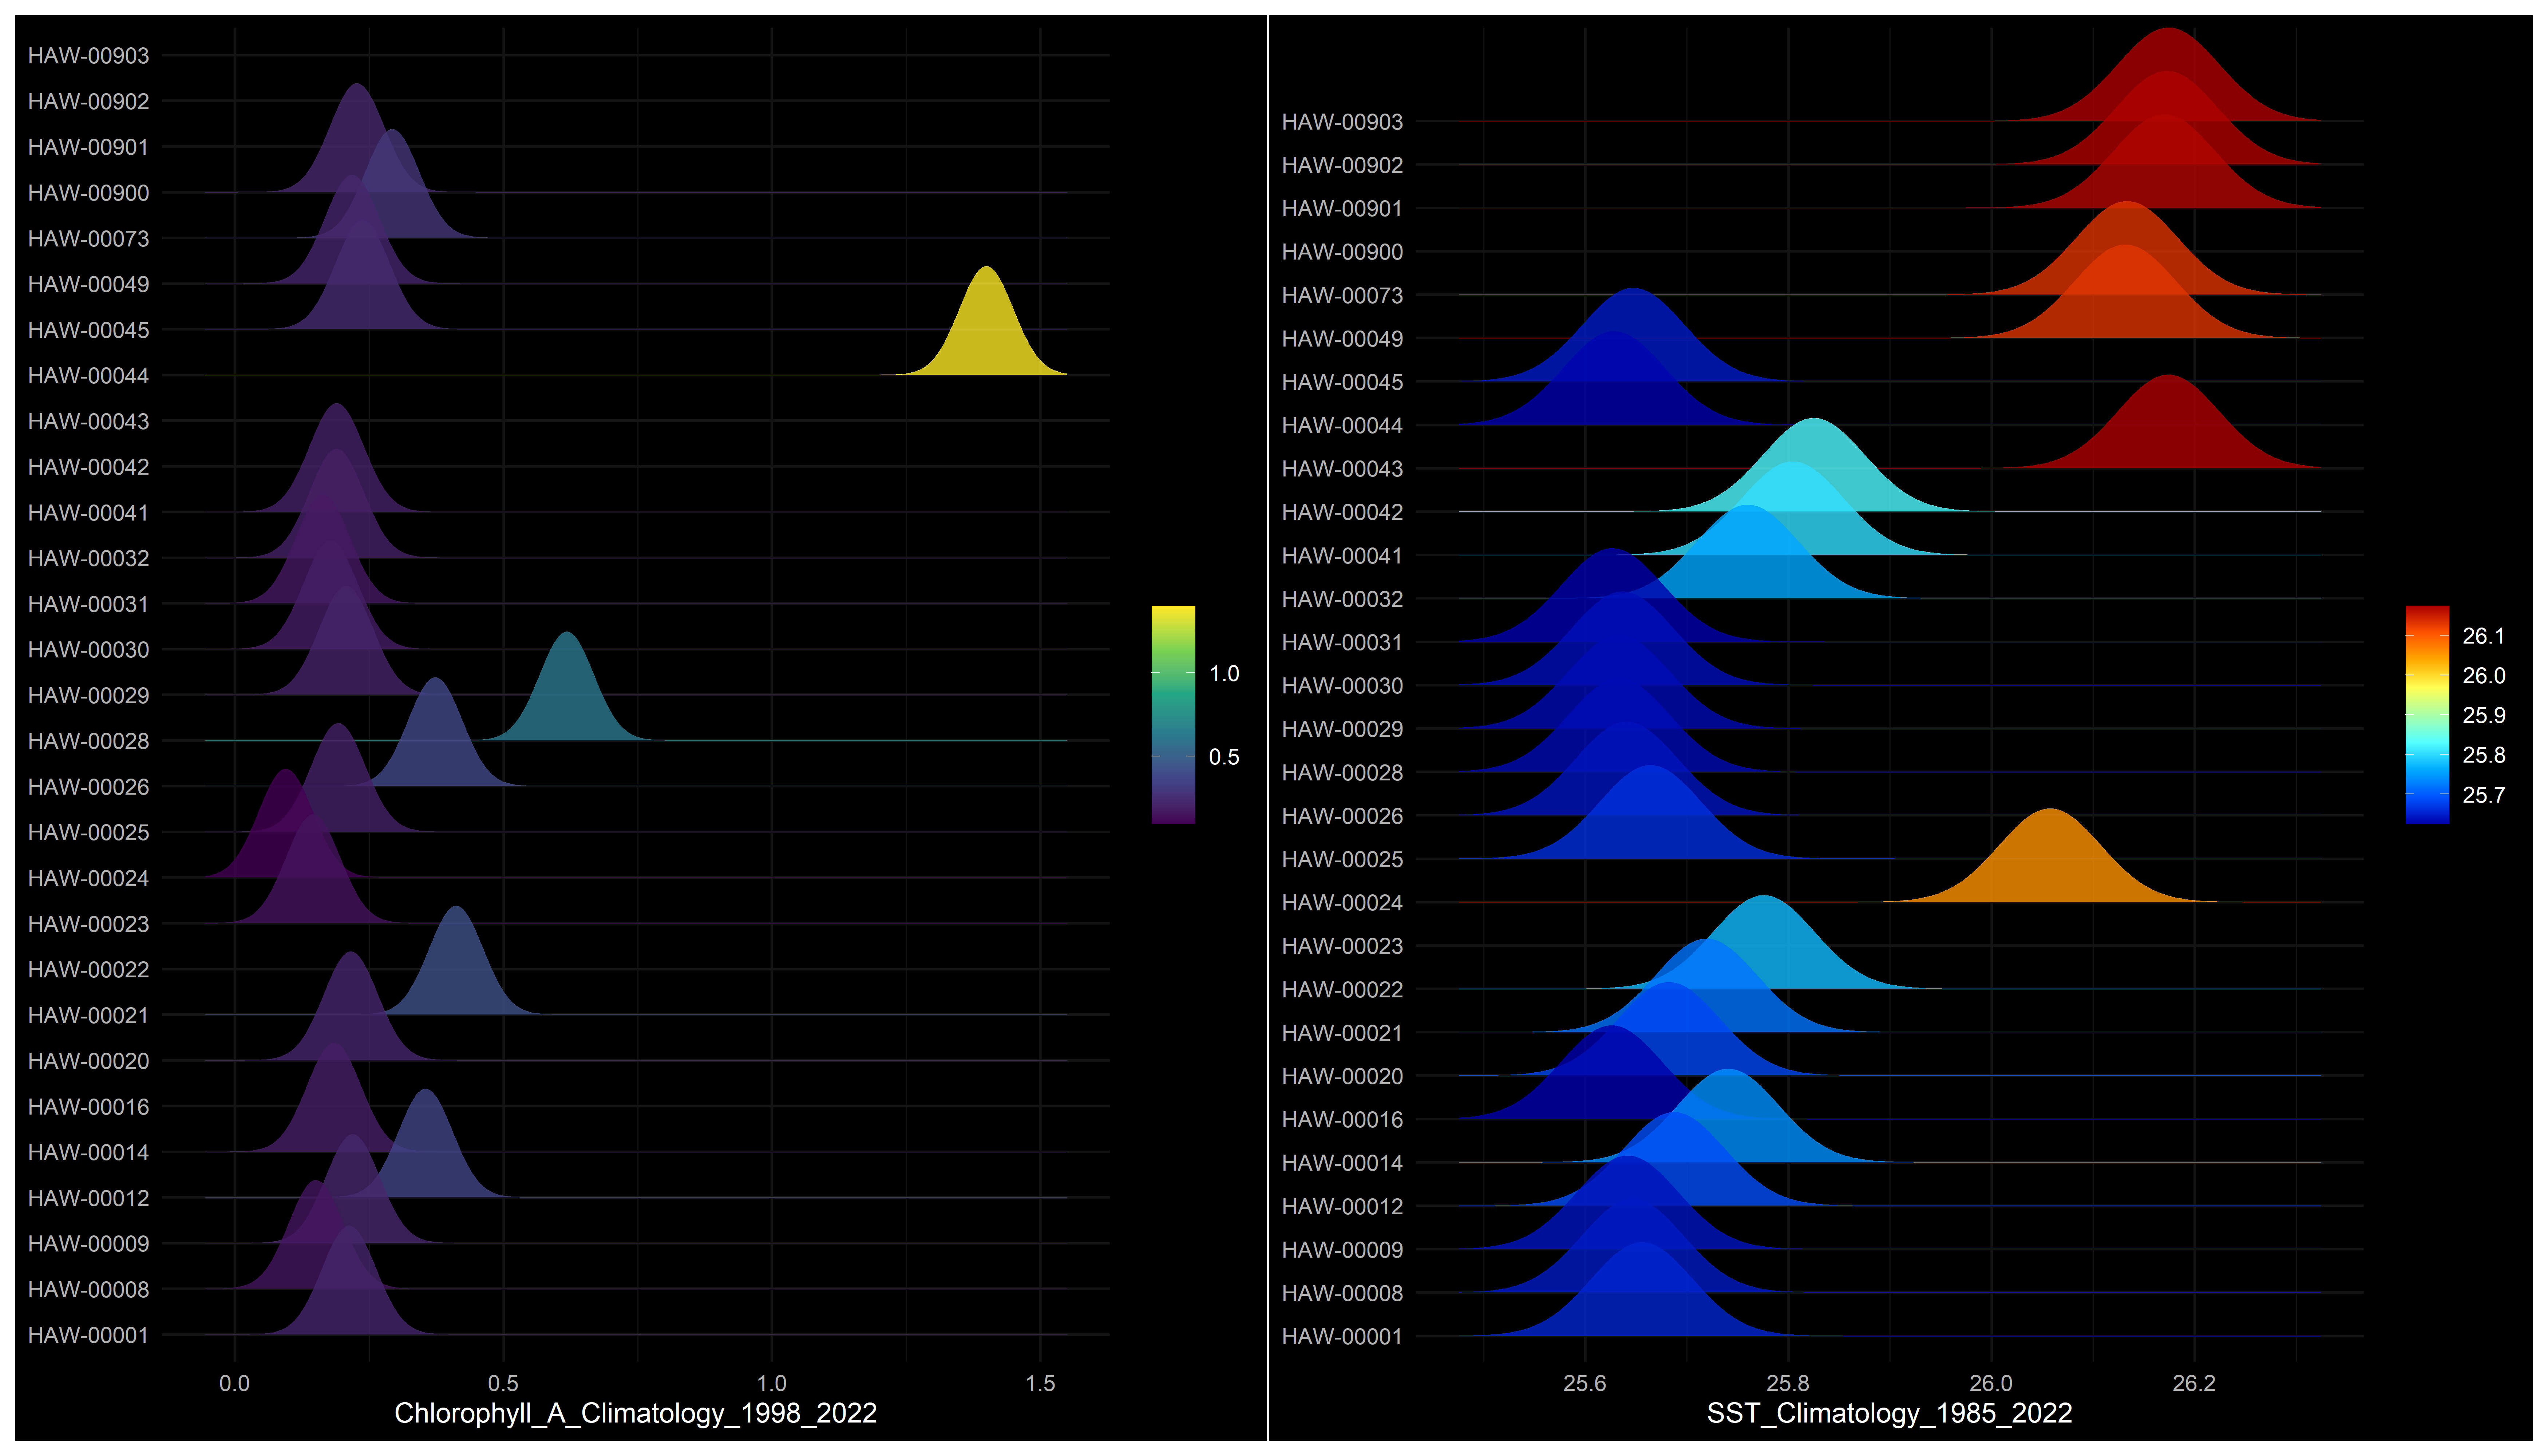 HAW-00903
HAW-00902
HAW-00901
HAW-00900
HAW-00073
HAW-00049
HAW-00045
HAW-00044
HAW-00043
HAW-00042
HAW-00041
HAW-00032
HAW-00031
HAW-00030
HAW-00029
HAW-00028
HAW-00026
HAW-00025
HAW-00024
HAW-00023
HAW-00022
HAW-00021
HAW-00020
HAW-00016
HAW-00014
HAW-00012
HAW-00009
HAW-00008
HAW-00001
0.0 0.5 1.0 1.5
Chlorophyll_A_Climatology_1998_2022
1.0
0.5
HAW-00903
HAW-00902
HAW-00901
HAW-00900
HAW-00073
HAW-00049
HAW-00045
HAW-00044
HAW-00043
HAW-00042
HAW-00041
HAW-00032
HAW-00031
HAW-00030
HAW-00029
HAW-00028
HAW-00026
HAW-00025
HAW-00024
HAW-00023
HAW-00022
HAW-00021
HAW-00020
HAW-00016
HAW-00014
HAW-00012
HAW-00009
HAW-00008
HAW-00001
25.6 25.8 26.0 26.2
SST_Climatology_1985_2022
26.1
26.0
25.9
25.8
25.7